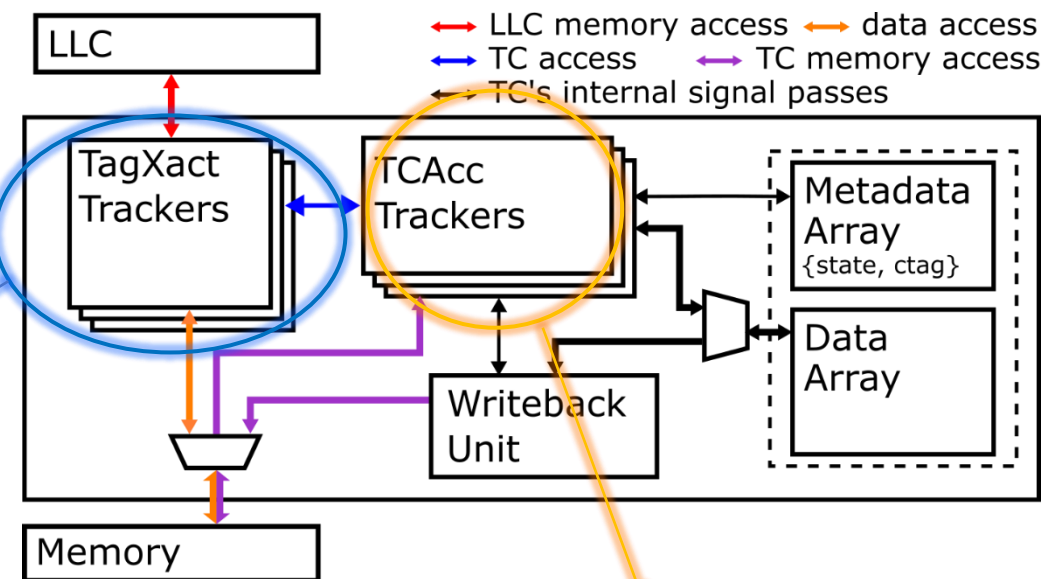 LLC
LLC memory access
data access
TC access
TC memory access
TC's internal signal passes
TagXact
Trackers
TCAcc
Trackers
Metadata
Array
{state, ctag}
Data
Array
Writeback
Unit
Memory